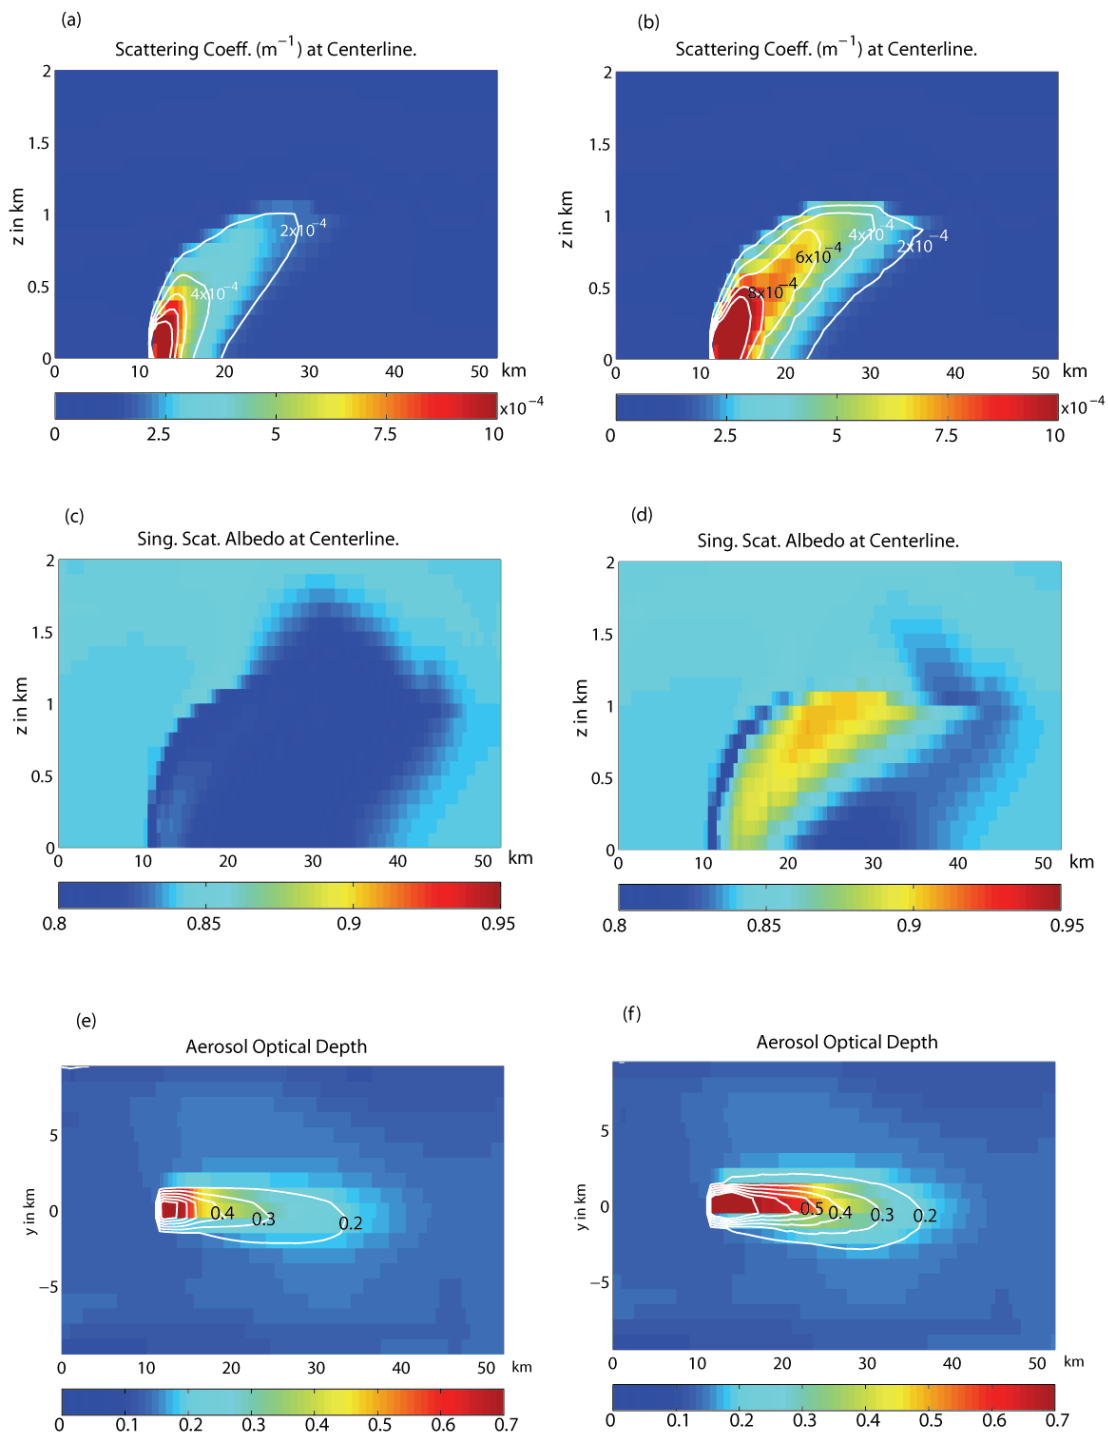 (a)
Scattering Coeff. (m⁻¹) at Centerline.
2
1.5
1
0.5
0
z in km
2x10⁻⁴
4x10⁻⁴
10 20 30 40 50 km
0 2.5 5 7.5 10 x10⁻⁴
(b)
Scattering Coeff. (m⁻¹) at Centerline.
2
1.5
1
0.5
0
z in km
4x10⁻⁴
2x10⁻⁴
6x10⁻⁴
8x10⁻⁴
10 20 30 40 50 km
0 2.5 5 7.5 10 x10⁻⁴
(c)
Sing. Scat. Albedo at Centerline.
2
1.5
1
0.5
0
z in km
0 10 20 30 40 50 km
0.8 0.85 0.9 0.95
(d)
Sing. Scat. Albedo at Centerline.
2
1.5
1
0.5
0
z in km
0 10 20 30 40 50 km
0.8 0.85 0.9 0.95
(e)
Aerosol Optical Depth
5
0
−5
y in km
0.4 0.3 0.2
0 10 20 30 40 50 km
0 0.1 0.2 0.3 0.4 0.5 0.6 0.7
(f)
Aerosol Optical Depth
5
0
−5
y in km
0.5 0.4 0.3 0.2
0 10 20 30 40 50 km
0 0.1 0.2 0.3 0.4 0.5 0.6 0.7